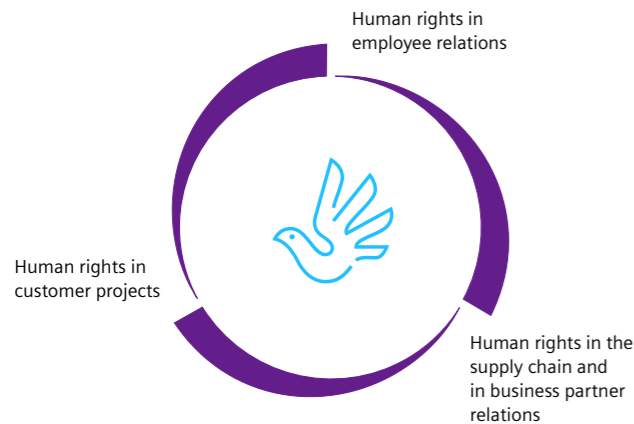 Human rights in
employee relations
Human rights in
customer projects
Human rights in the
supply chain and
in business partner
relations